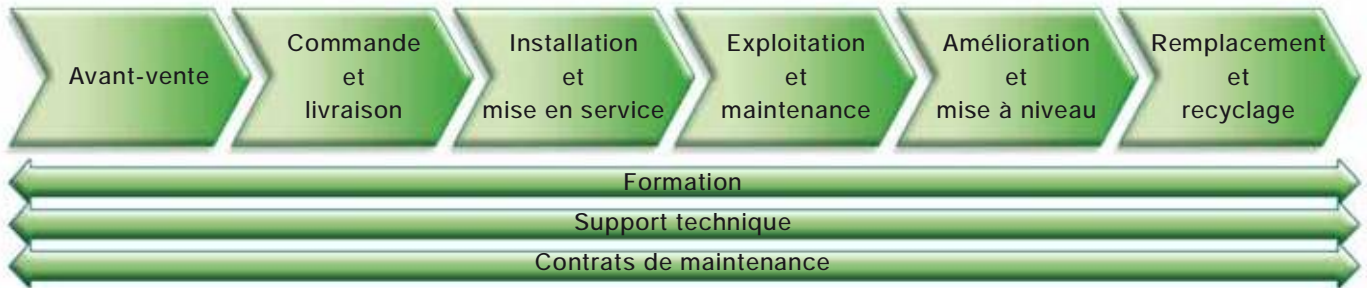 Avant-vente
Commande
et
livraison
Installation
et
mise en service
Exploitation
et
maintenance
Amélioration
et
mise à niveau
Remplacement
et
recyclage
Formation
Support technique
Contrats de maintenance